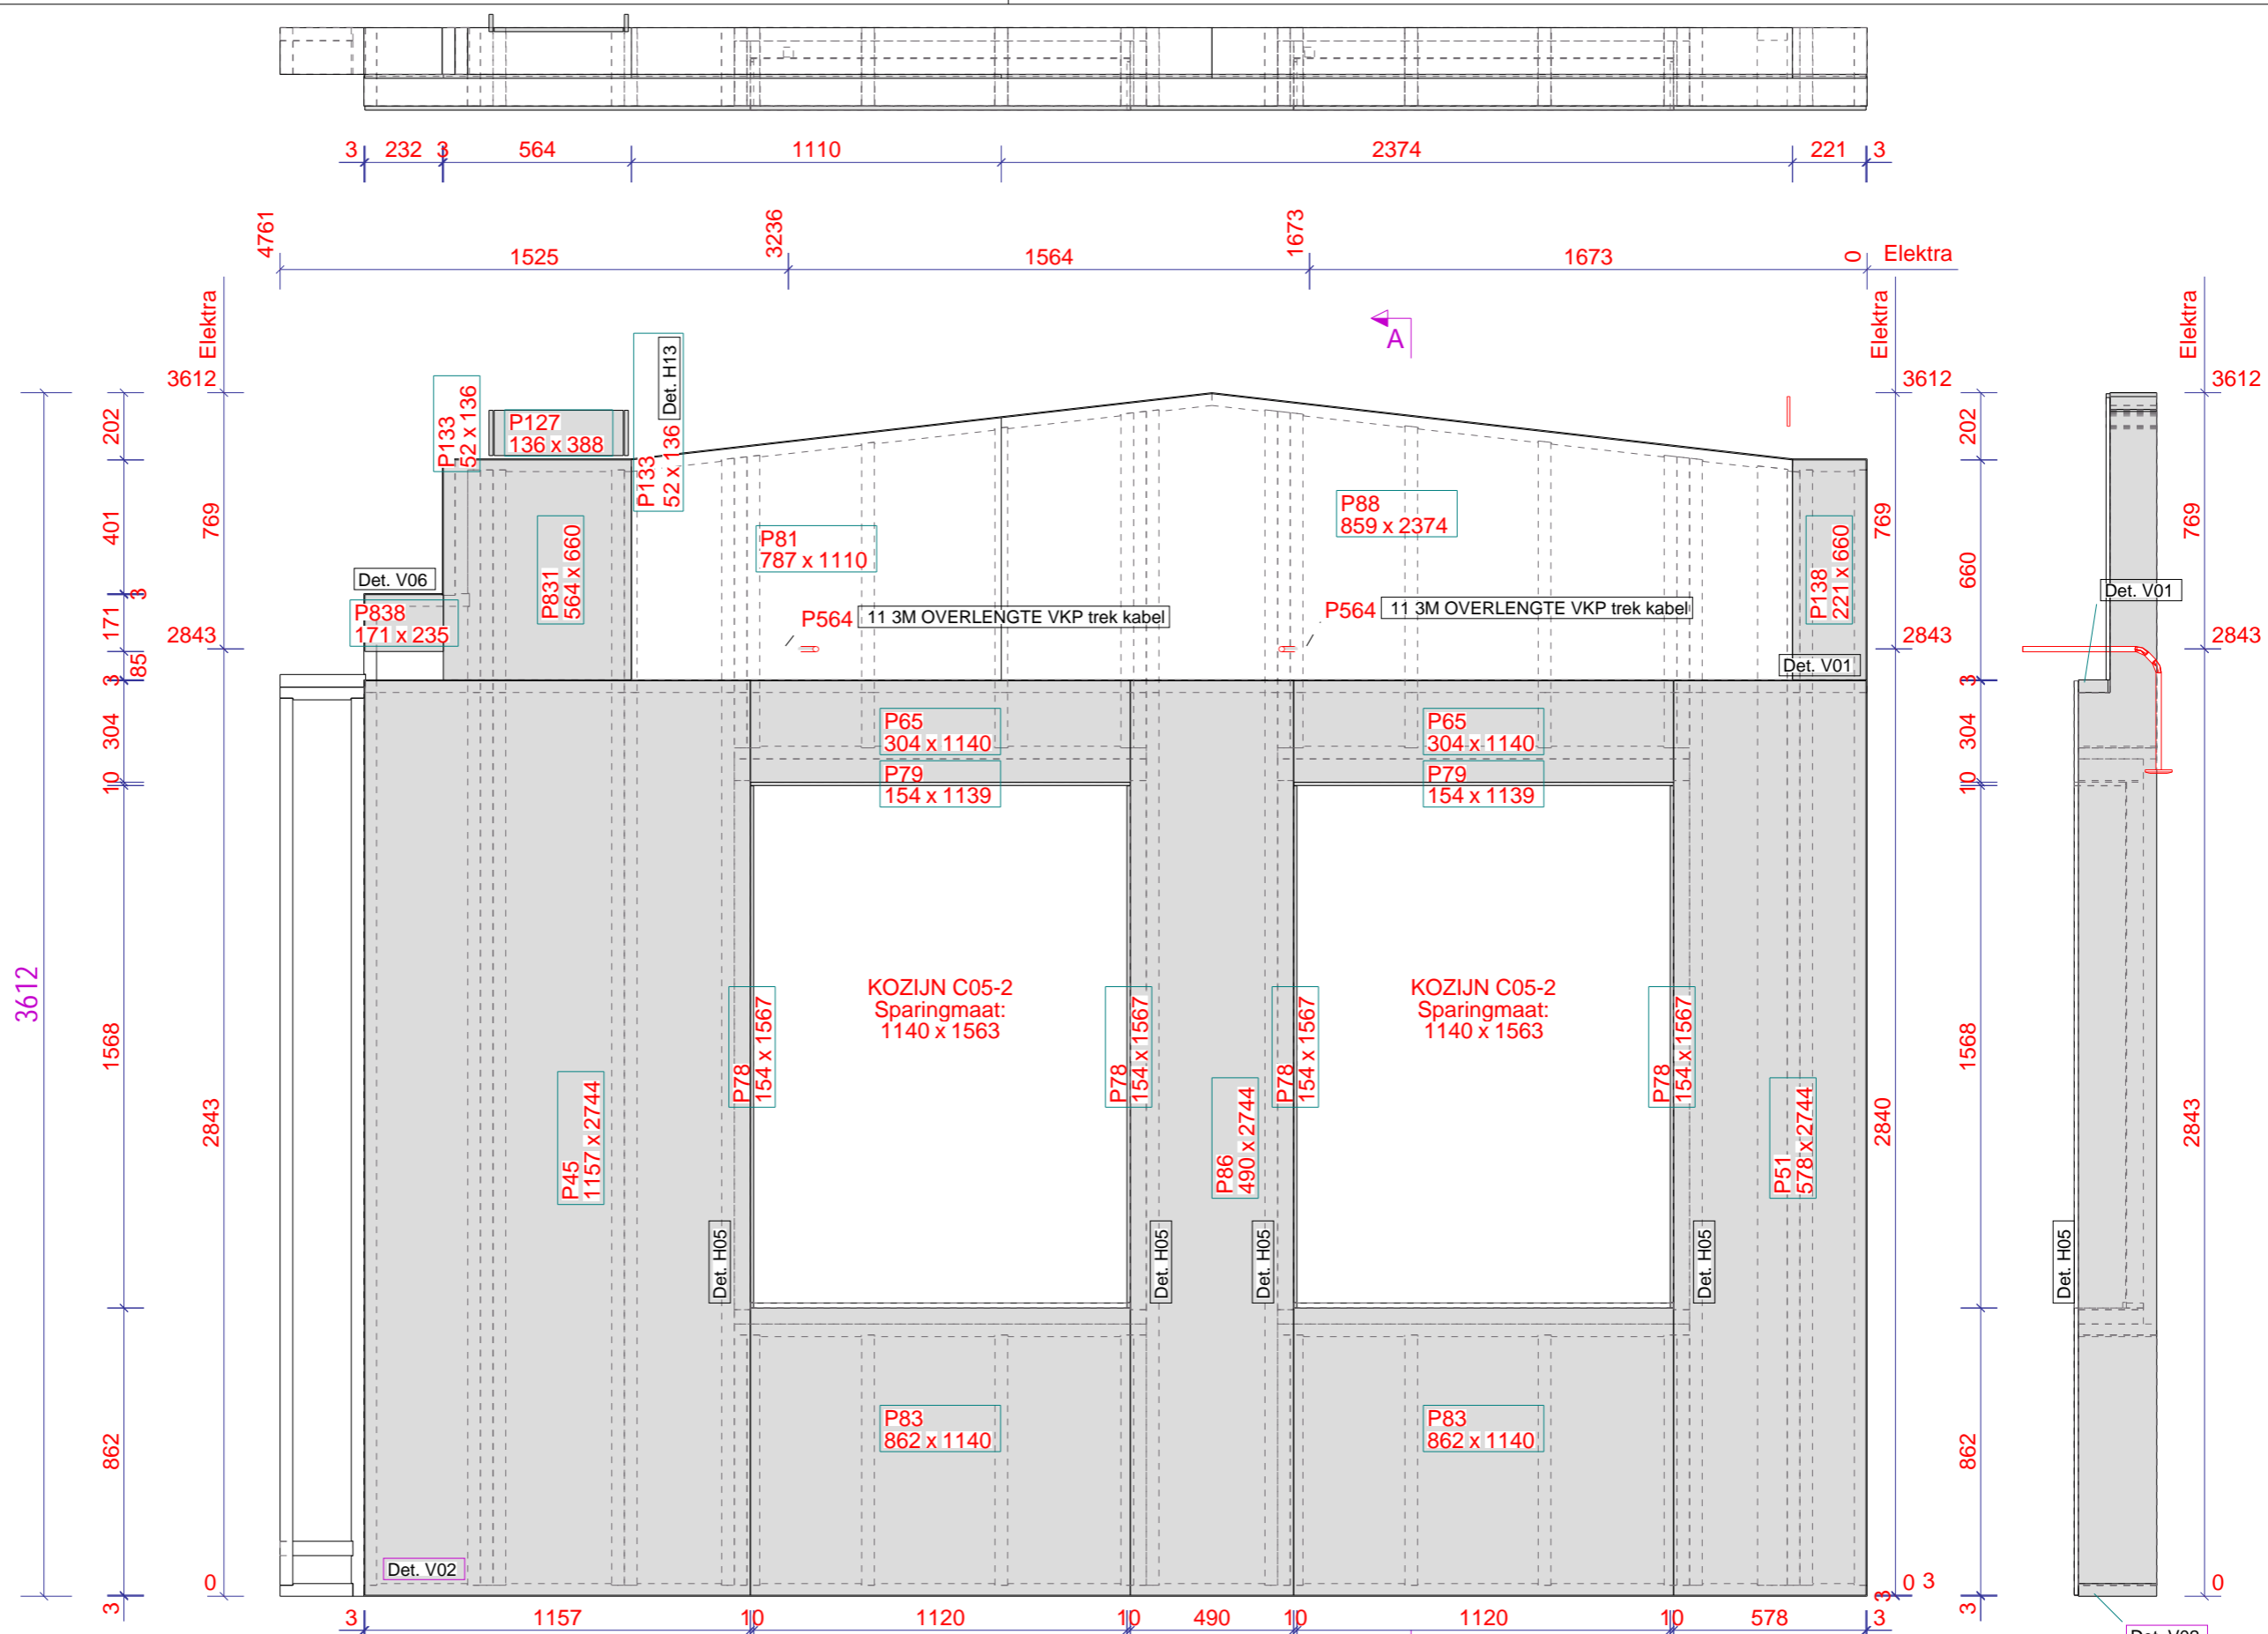 3 232 3 564 1110 2374 221 3
4761 1525 3236 1564 1673 1673 0 Elektra
Elektra
Elektra
Elektra
A
3612
3612
3612
202
401
3
171
85
3
304
10
1568
862
3
769
2843
2843
0
3612
P133
52 x 136
P127
136 x 388
Det. H13
P133
52 x 136
P831
564 x 660
P81
787 x 1110
P88
859 x 2374
P138
221 x 660
Det. V06
P838
171 x 235
P564 11 3M OVERLENGTE VKP trek kabel
P564 11 3M OVERLENGTE VKP trek kabel
Det. V01
Det. V01
P65
304 x 1140
P79
154 x 1139
P65
304 x 1140
P79
154 x 1139
KOZIJN C05-2
Sparingmaat:
1140 x 1563
KOZIJN C05-2
Sparingmaat:
1140 x 1563
P78
154 x 1567
P78
154 x 1567
P78
154 x 1567
P78
154 x 1567
P45
1157 x 2744
P86
490 x 2744
P51
578 x 2744
Det. H05
Det. H05
Det. H05
Det. H05
Det. H05
P83
862 x 1140
P83
862 x 1140
Det. V02
769
2843
2840
0
3
3
202
660
3
304
10
1568
862
3
769
2843
2843
0
3 1157 10 1120 10 490 10 1120 10 578 3